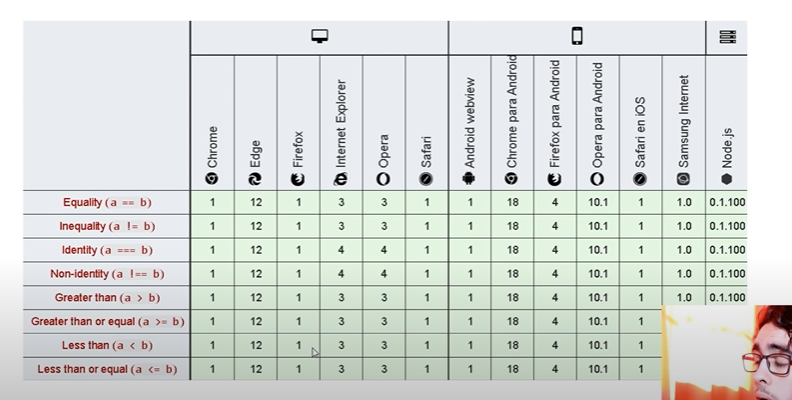 Chrome Edge Firefox Internet Explorer Opera Safari Android webview Chrome para Android Firefox para Android Opera para Android Safari en iOS Samsung Internet Node.js
Equality (a == b) 1 12 1 3 3 1 1 18 4 10.1 1 1.0 0.1.100
Inequality (a != b) 1 12 1 3 3 1 1 18 4 10.1 1 1.0 0.1.100
Identity (a === b) 1 12 1 4 4 1 1 18 4 10.1 1 1.0 0.1.100
Non-identity (a !== b) 1 12 1 4 4 1 1 18 4 10.1 1 1.0 0.1.100
Greater than (a > b) 1 12 1 3 3 1 1 18 4 10.1 1 1.0 0.1.100
Greater than or equal (a >= b) 1 12 1 3 3 1 1 18 4 10.1 1
Less than (a < b) 1 12 1 3 3 1 1 18 4 10.1 1
Less than or equal (a <= b) 1 12 1 3 3 1 1 18 4 10.1 1